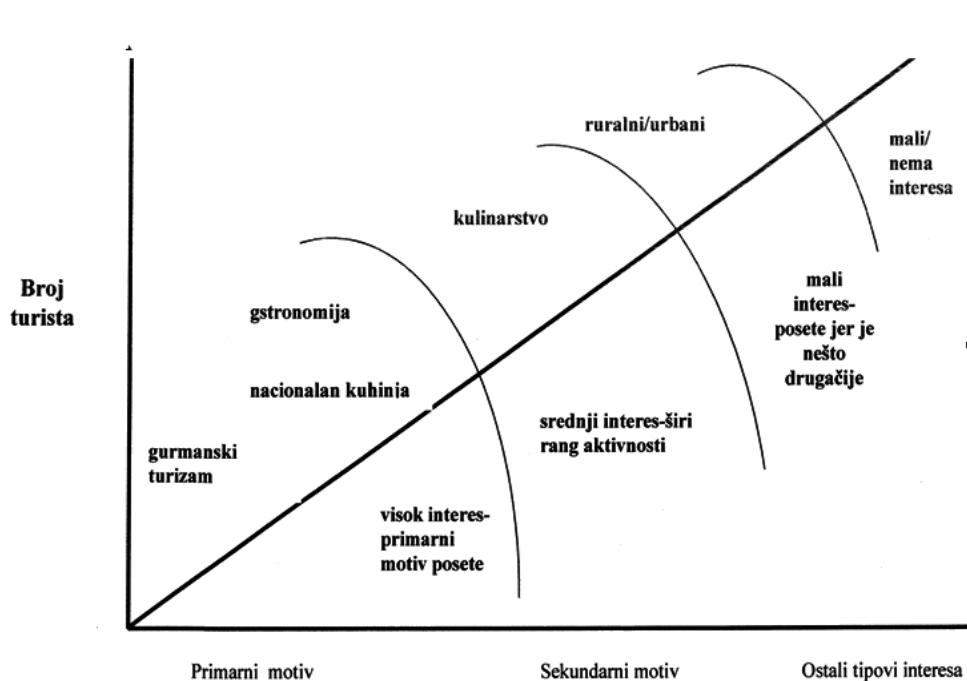 ruralni/urbani
mali/
nema
interesa
kulinarstvo
Broj
turista
mali
interes-
posete jer je
nešto
drugačije
gstronomija
nacionalan kuhinja
srednji interes-širi
rang aktivnosti
gurmanski
turizam
visok interes-
primarni
motiv posete
Primarni motiv
Sekundarni motiv
Ostali tipovi interesa